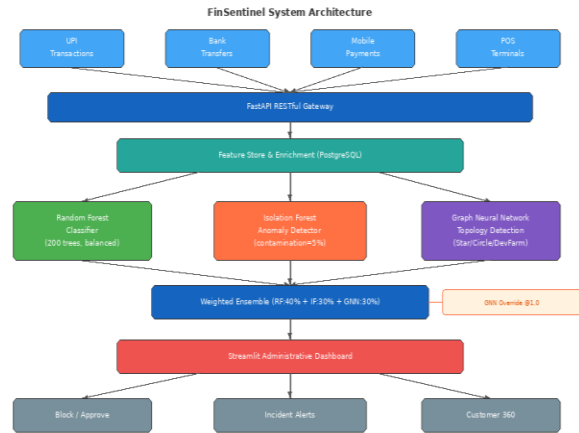 FinSentinel System Architecture
UPI
Transactions
Bank
Transfers
Mobile
Payments
POS
Terminals
FastAPI RESTful Gateway
Feature Store & Enrichment (PostgreSQL)
Random Forest
Classifier
(200 trees, balanced)
Isolation Forest
Anomaly Detector
(contamination=5%)
Graph Neural Network
Topology Detection
(Star/Circle/DevFarm)
Weighted Ensemble (RF:40% + IF:30% + GNN:30%)
GNN Override @1.0
Streamlit Administrative Dashboard
Block / Approve
Incident Alerts
Customer 360